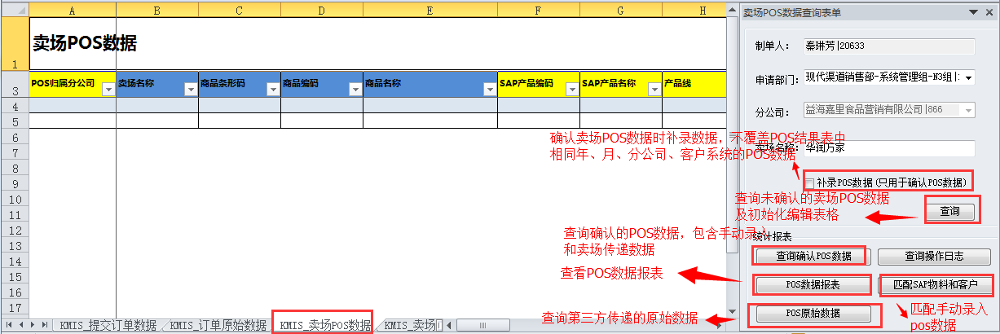 A B C D E F G H
1
卖场POS数据
3
POS归属分公司 卖场名称 商品条形码 商品编码 商品名称 SAP产品编码 SAP产品名称 产品线
4
5
6
7
8
9
10
11
12
13
14
15
16
17
KMIS_提交订单数据 KMIS_订单原始数据 KMIS_卖场POS数据 KMIS_卖场
卖场POS数据查询表单
制单人： 秦琳芳|20633
申请部门： 现代渠道销售部-系统管理组-N3组|
分公司： 益海嘉里食品营销有限公司|866
卖场名称： 华润万家
补录POS数据(只用于确认POS数据)
确认卖场POS数据时补录数据，不覆盖POS结果表中
相同年、月、分公司、客户系统的POS数据
查询
查询未确认的卖场POS数据
及初始化编辑表格
统计报表
查询确认POS数据 查询操作日志
查询确认的POS数据，包含手动录入
和卖场传递数据
POS数据报表 匹配SAP物料和客户
查看POS数据报表
匹配手动录入
pos数据
POS原始数据
查询第三方传递的原始数据